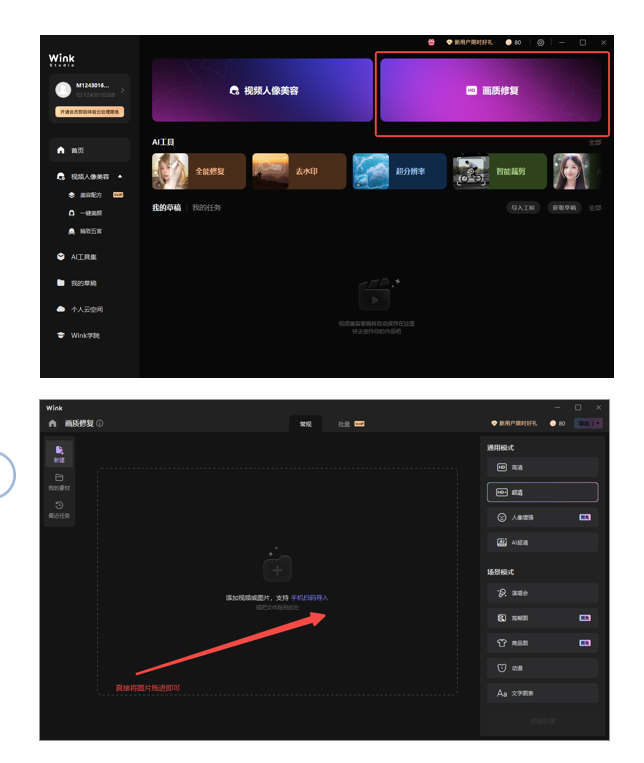 Wink
Studio
新用户限时好礼
80
M1243016...
ID:1243016268
开通会员即刻体验云处理提速
视频人像美容
HD 画质修复
首页
视频人像美容
美容配方
一键美颜
精致五官
AI工具集
我的草稿
个人云空间
Wink学院
AI工具
全部
全能修复
去水印
超分辨率
智能裁剪
我的草稿
我的任务
导入工程
获取草稿
全部
视频美容草稿将自动保存在这里
快去创作你的作品吧
Wink
画质修复
常规
批量
新用户限时好礼
80
导出
新建
我的素材
最近任务
添加视频或图片，支持 手机扫码导入
或把文件拖到此处
直接将图片拖进即可
通用模式
HD 高清
HD+ 超清
人像增强
AI超清
场景模式
演唱会
商品图
动漫
Aa 文字图表